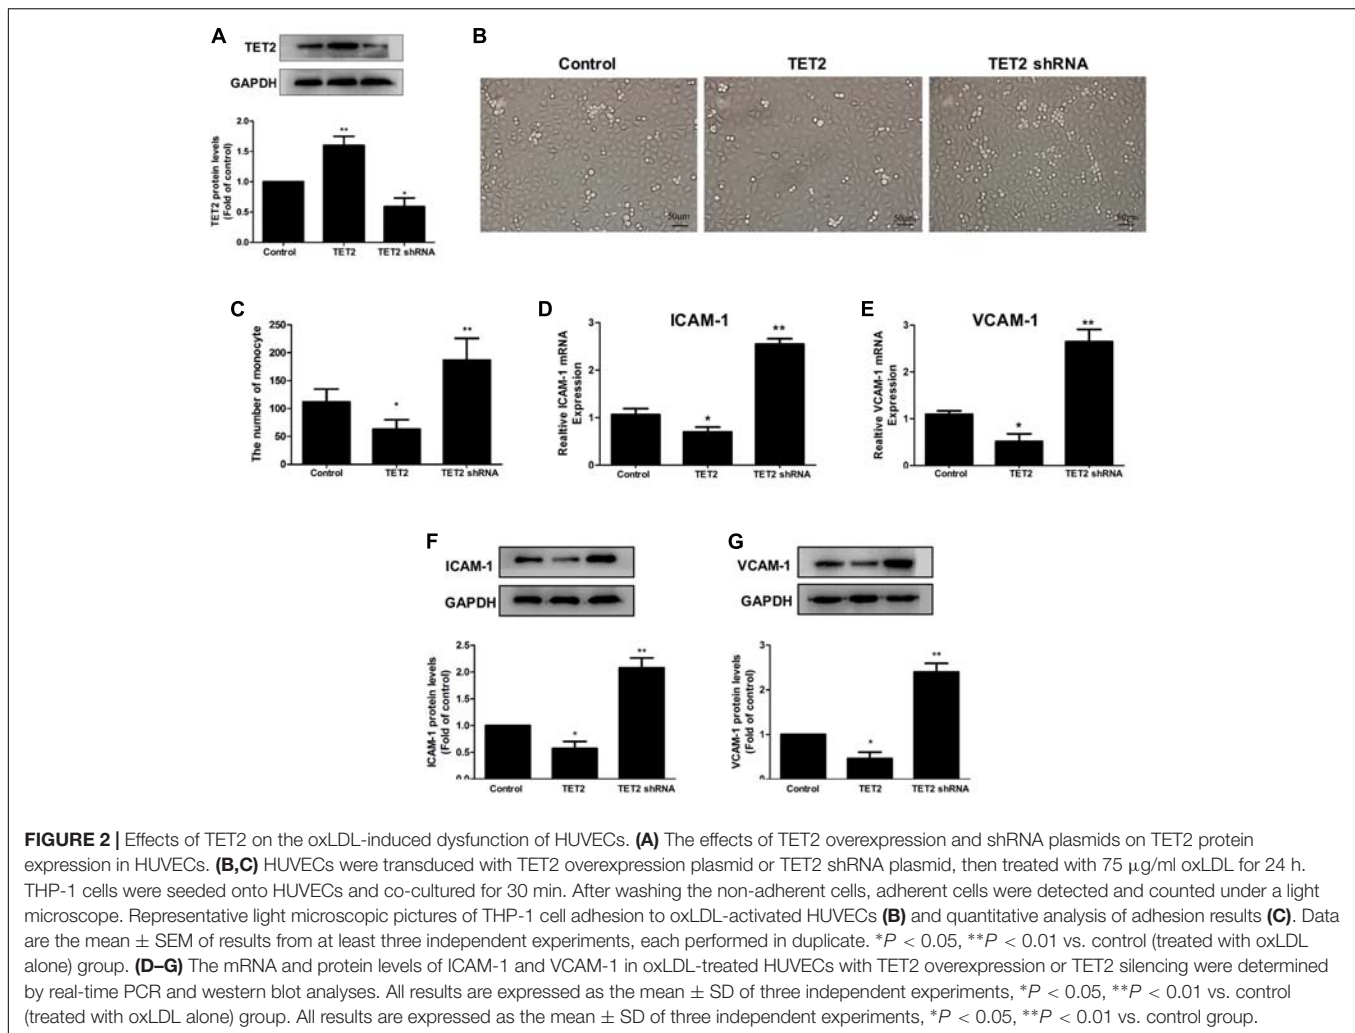 A
TET2
GAPDH
TET2 protein levels
(Fold of control)
2.0
1.5
1.0
0.5
0.0
**
*
Control TET2 TET2 shRNA
B
Control TET2 TET2 shRNA
50μm 50μm 50μm
C
The number of monocyte
250
200
150
100
50
0
*
**
Control TET2 TET2 shRNA
D
ICAM-1
Realtive ICAM-1 mRNA
Expression
3
2
1
0
*
**
Control TET2 TET2 shRNA
E
VCAM-1
Realtive VCAM-1 mRNA
Expression
3
2
1
0
*
**
Control TET2 TET2 shRNA
F
ICAM-1
GAPDH
ICAM-1 protein levels
(Fold of control)
2.5
2.0
1.5
1.0
0.5
0.0
*
**
Control TET2 TET2 shRNA
G
VCAM-1
GAPDH
VCAM-1 protein levels
(Fold of control)
3
2
1
0
*
**
Control TET2 TET2 shRNA
FIGURE 2 | Effects of TET2 on the oxLDL-induced dysfunction of HUVECs. (A) The effects of TET2 overexpression and shRNA plasmids on TET2 protein
expression in HUVECs. (B,C) HUVECs were transduced with TET2 overexpression plasmid or TET2 shRNA plasmid, then treated with 75 μg/ml oxLDL for 24 h.
THP-1 cells were seeded onto HUVECs and co-cultured for 30 min. After washing the non-adherent cells, adherent cells were detected and counted under a light
microscope. Representative light microscopic pictures of THP-1 cell adhesion to oxLDL-activated HUVECs (B) and quantitative analysis of adhesion results (C). Data
are the mean ± SEM of results from at least three independent experiments, each performed in duplicate. *P < 0.05, **P < 0.01 vs. control (treated with oxLDL
alone) group. (D–G) The mRNA and protein levels of ICAM-1 and VCAM-1 in oxLDL-treated HUVECs with TET2 overexpression or TET2 silencing were determined
by real-time PCR and western blot analyses. All results are expressed as the mean ± SD of three independent experiments, *P < 0.05, **P < 0.01 vs. control
(treated with oxLDL alone) group. All results are expressed as the mean ± SD of three independent experiments, *P < 0.05, **P < 0.01 vs. control group.